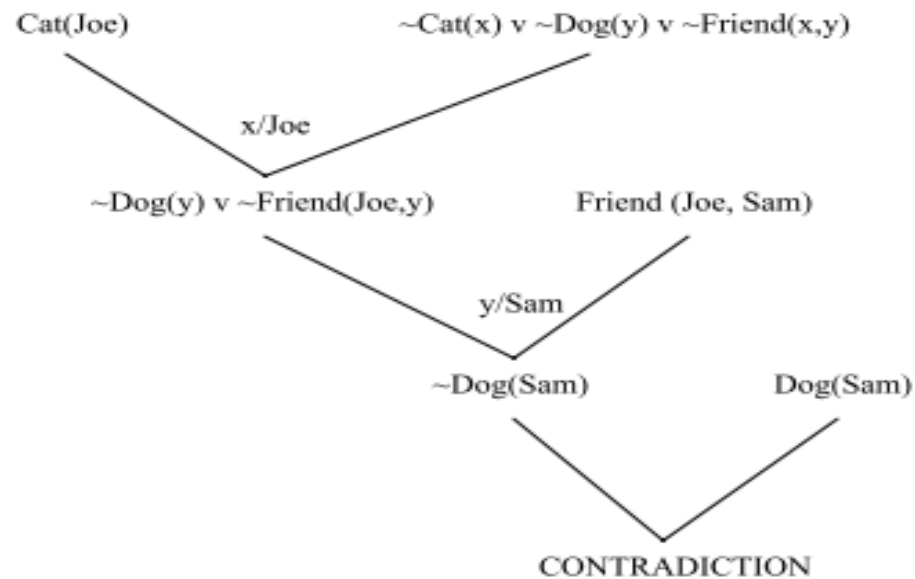 Cat(Joe) ~Cat(x) v ~Dog(y) v ~Friend(x,y)
x/Joe
~Dog(y) v ~Friend(Joe,y) Friend (Joe, Sam)
y/Sam
~Dog(Sam) Dog(Sam)
CONTRADICTION